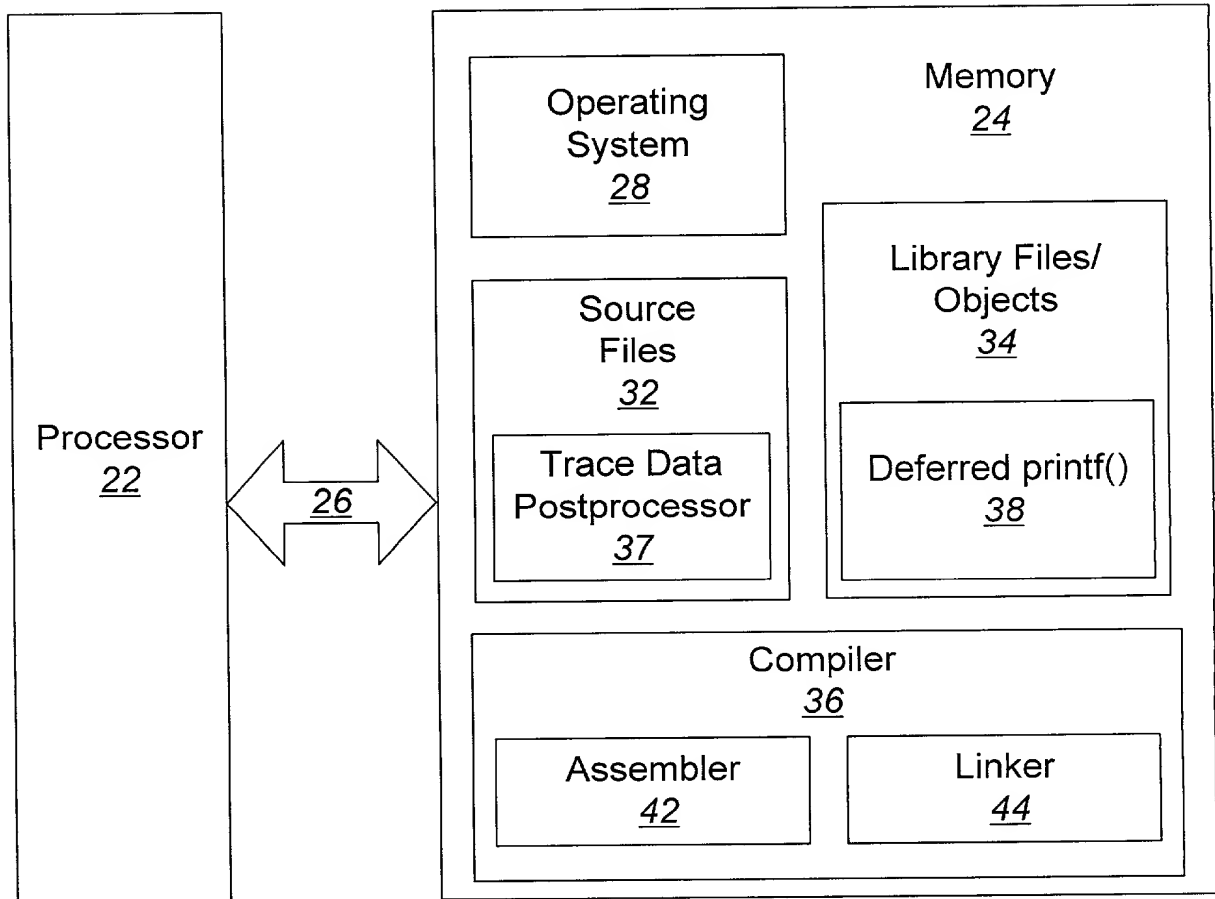 Processor
22
26
Memory
24
Operating
System
28
Library Files/
Objects
34
Deferred printf()
38
Source
Files
32
Trace Data
Postprocessor
37
Compiler
36
Assembler
42
Linker
44